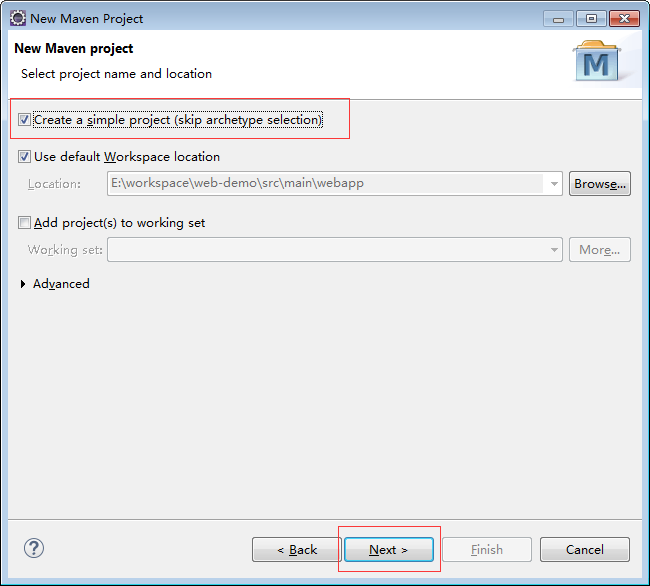 New Maven Project
New Maven project
Select project name and location
M
Create a simple project (skip archetype selection)
Use default Workspace location
Location: E:\workspace\web-demo\src\main\webapp Browse...
Add project(s) to working set
Working set: More...
Advanced
? < Back Next > Finish Cancel